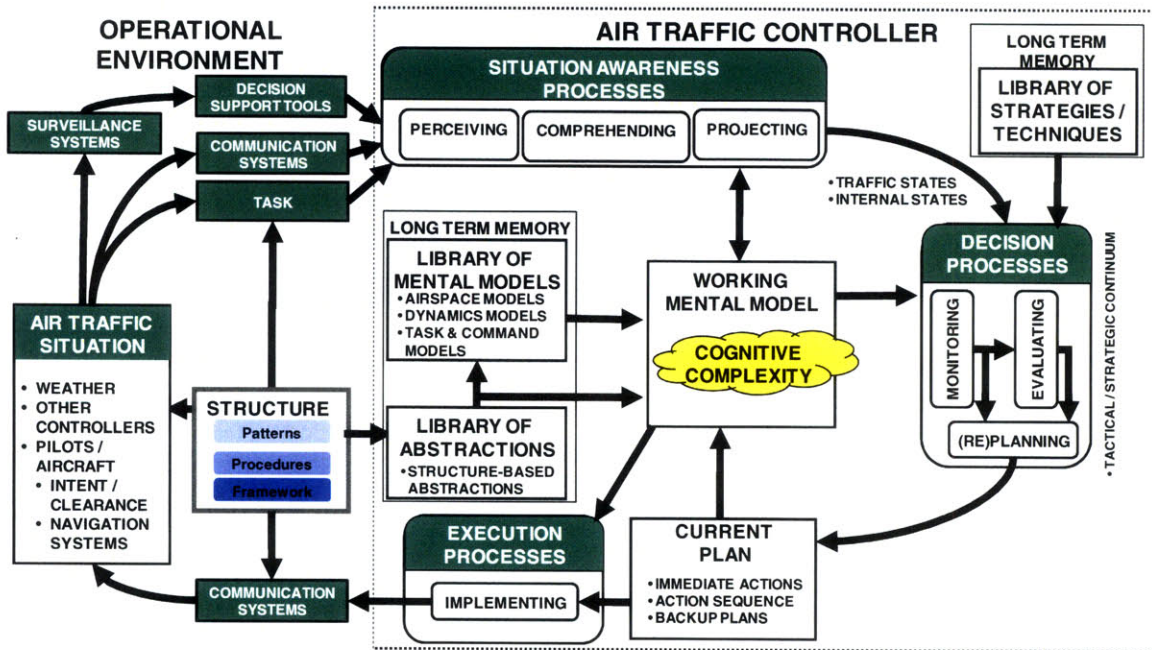 OPERATIONAL
ENVIRONMENT
SURVEILLANCE
SYSTEMS
DECISION
SUPPORT TOOLS
COMMUNICATION
SYSTEMS
TASK
AIR TRAFFIC
SITUATION
• WEATHER
• OTHER
CONTROLLERS
• PILOTS /
AIRCRAFT
• INTENT /
CLEARANCE
• NAVIGATION
SYSTEMS
STRUCTURE
Patterns
Procedures
Framework
COMMUNICATION
SYSTEMS
AIR TRAFFIC CONTROLLER
SITUATION AWARENESS
PROCESSES
PERCEIVING
COMPREHENDING
PROJECTING
LONG TERM
MEMORY
LIBRARY OF
STRATEGIES /
TECHNIQUES
• TRAFFIC STATES
• INTERNAL STATES
LONG TERM MEMORY
LIBRARY OF
MENTAL MODELS
• AIRSPACE MODELS
• DYNAMICS MODELS
• TASK & COMMAND
MODELS
LIBRARY OF
ABSTRACTIONS
• STRUCTURE-BASED
ABSTRACTIONS
WORKING
MENTAL MODEL
COGNITIVE
COMPLEXITY
DECISION
PROCESSES
MONITORING
EVALUATING
(RE)PLANNING
• TACTICAL / STRATEGIC CONTINUUM
EXECUTION
PROCESSES
IMPLEMENTING
CURRENT
PLAN
• IMMEDIATE ACTIONS
• ACTION SEQUENCE
• BACKUP PLANS